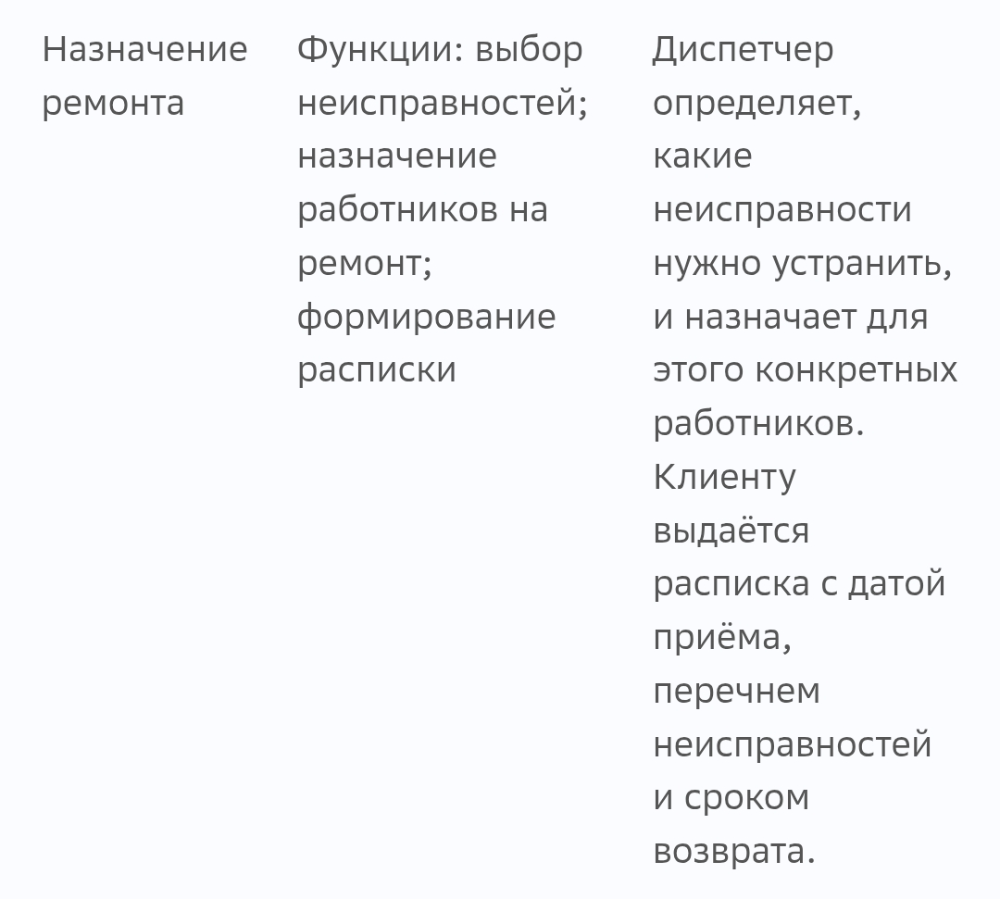 Назначение
ремонта
Функции: выбор
неисправностей;
назначение
работников на
ремонт;
формирование
расписки
Диспетчер
определяет,
какие
неисправности
нужно устранить,
и назначает для
этого конкретных
работников.
Клиенту
выдаётся
расписка с датой
приёма,
перечнем
неисправностей
и сроком
возврата.